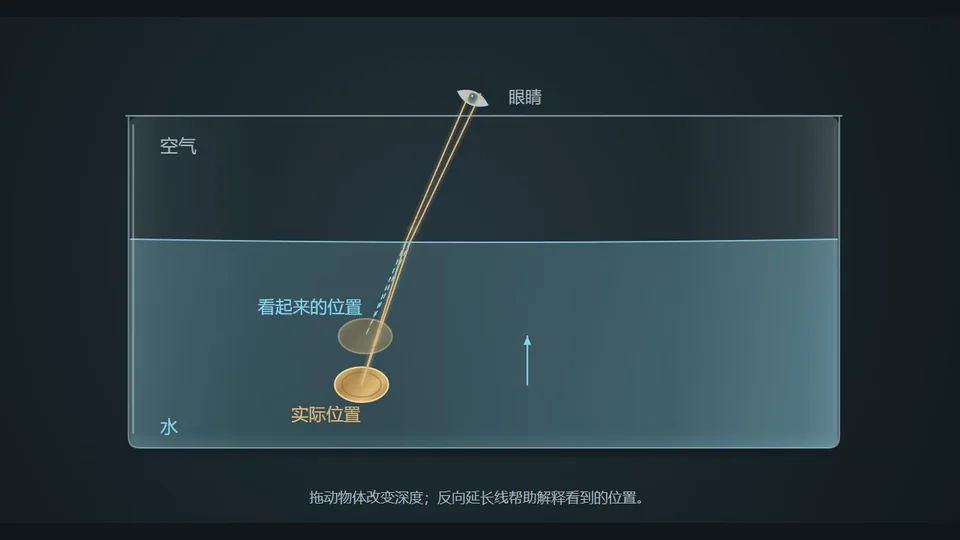 眼睛
空气
看起来的位置
实际位置
水
拖动物体改变深度；反向延长线帮助解释看到的位置。